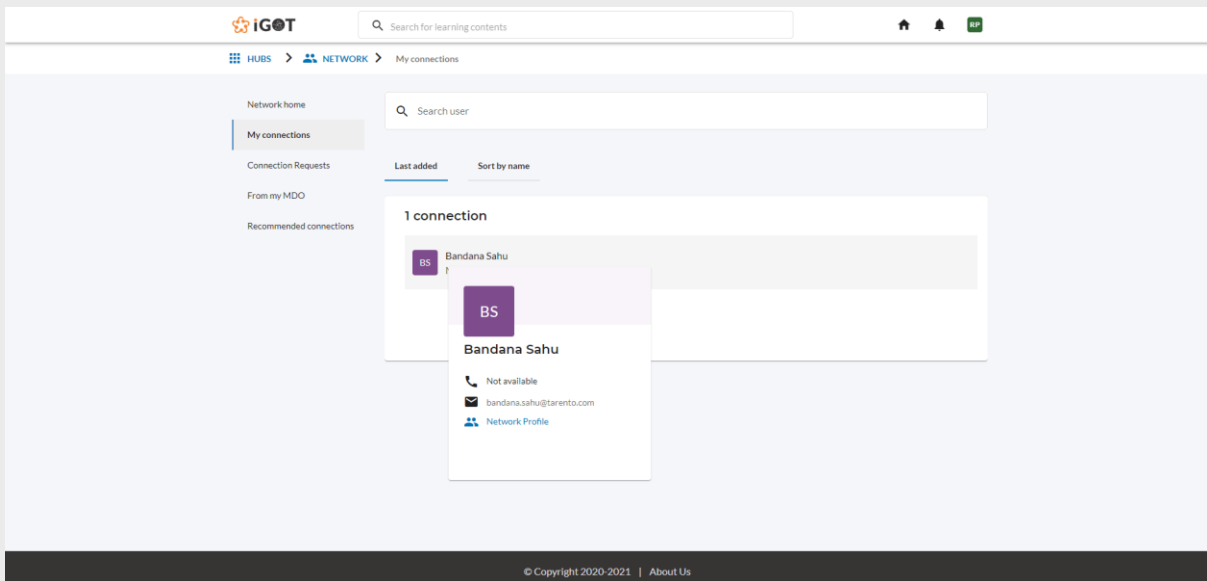 iGOT
Search for learning contents
RP
HUBS
NETWORK
My connections
Network home
My connections
Connection Requests
From my MDO
Recommended connections
Search user
Last added
Sort by name
1 connection
BS
Bandana Sahu
BS
Bandana Sahu
Not available
bandana.sahu@tarento.com
Network Profile
© Copyright 2020-2021 | About Us